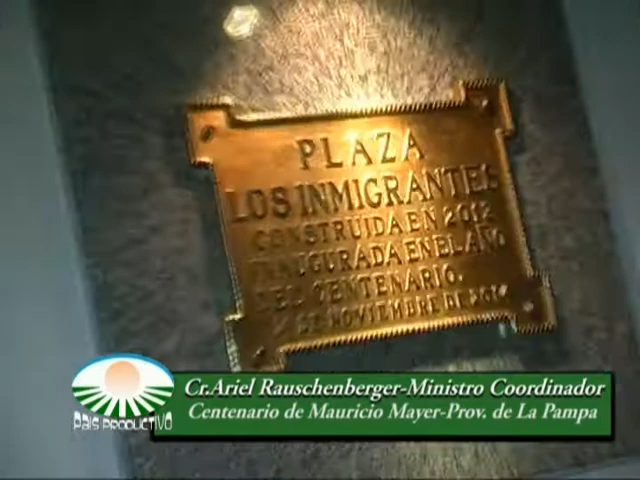 PLAZA
LOS INMIGRANTES
CONSTRUIDA EN 2012
INAUGURADA EN EL AÑO
DEL CENTENARIO.
DE NOVIEMBRE DE
Cr.Ariel Rauschenberger-Ministro Coordinador
Centenario de Mauricio Mayer-Prov. de La Pampa
PAIS PRODUCTIVO